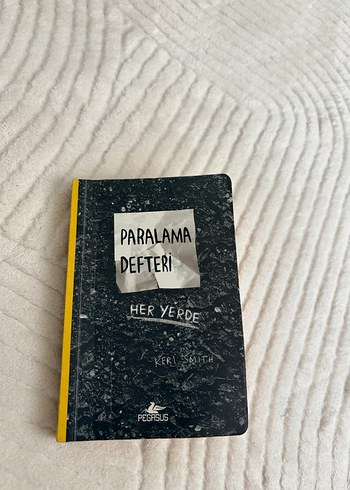 PARALAMA
DEFTERİ
HER YERDE
KERI SMITH
PEGASUS